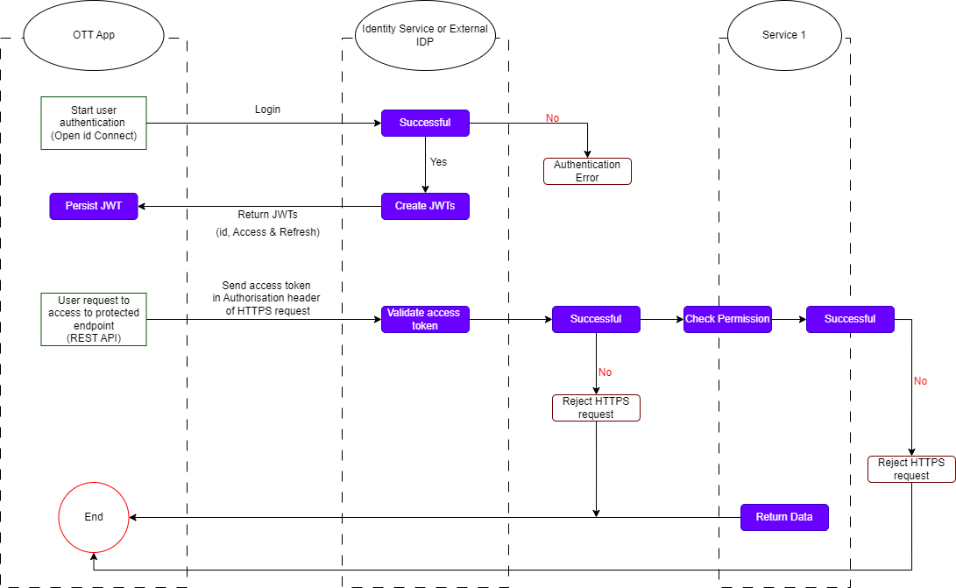 OTT App
Identity Service or External
IDP
Service 1
Start user
authentication
(Open id Connect)
Login
Successful
No
Authentication
Error
Yes
Persist JWT
Create JWTs
Return JWTs
(id, Access & Refresh)
Send access token
in Authorisation header
of HTTPS request
User request to
access to protected
endpoint
(REST API)
Validate access
token
Successful
Check Permission
Successful
No
No
Reject HTTPS
request
Reject HTTPS
request
End
Return Data